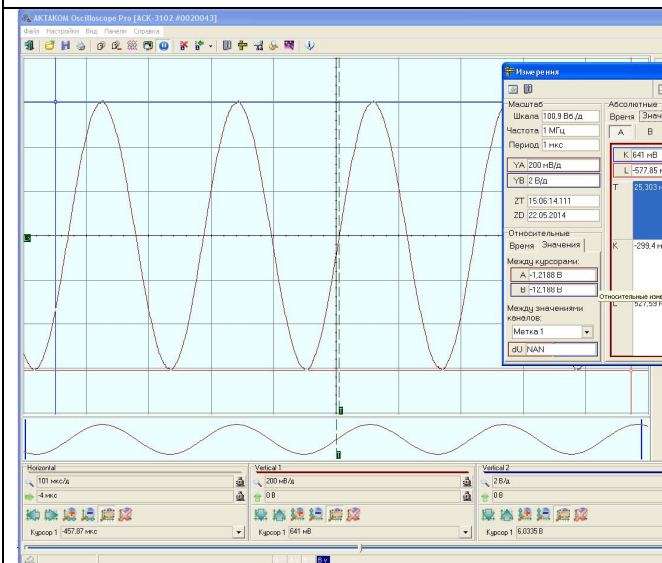 AKTAKOM Oscilloscope Pro [ACK-3102 #0020043]
Файл Настройки Вид Панели Справка
Измерения
Масштаб
Шкала 100,9 Вб./д
Частота 1 МГц
Период 1 мкс
YA 200 мВ/д
YB 2 В/д
ZT 15:06:14.111
ZD 22.05.2014
Относительные
Время Значения
Между курсорами:
A -1,2188 В
B -12,188 В
Между значениями
каналов:
Метка 1
dU NAN
Абсолютные
Время Знач
A B
K 641 мВ
L -577,85 м
T 25,303 м
K -299,4 м
L 527,59 м
Относительные изме
T
T
Horizontal
101 мкс/д
-4 мкс
Курсор 1 -457,87 мкс
Vertical 1
200 мВ/д
0 В
Курсор 1 641 мВ
Vertical 2
2 В/д
0 В
Курсор 1 6,0335 В